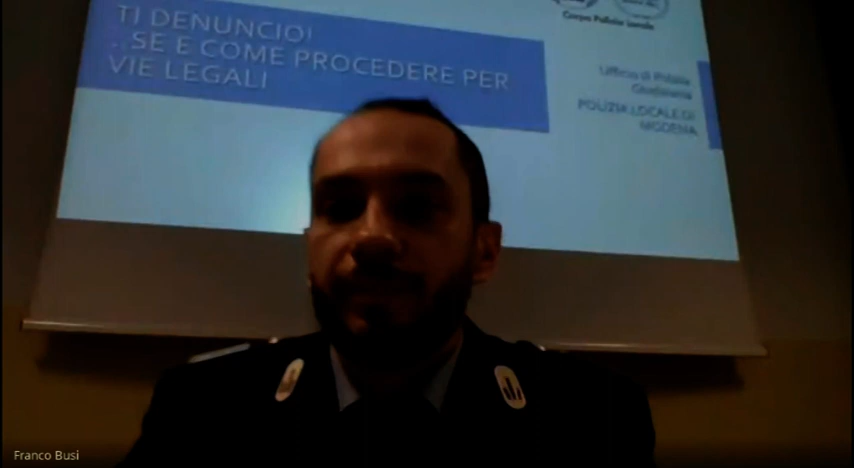 TI DENUNCIO!
..SE E COME PROCEDERE PER
VIE LEGALI
Corpo Polizia Locale
Ufficio di Polizia
Giudiziaria
POLIZIA LOCALE DI
MODENA
Franco Busi